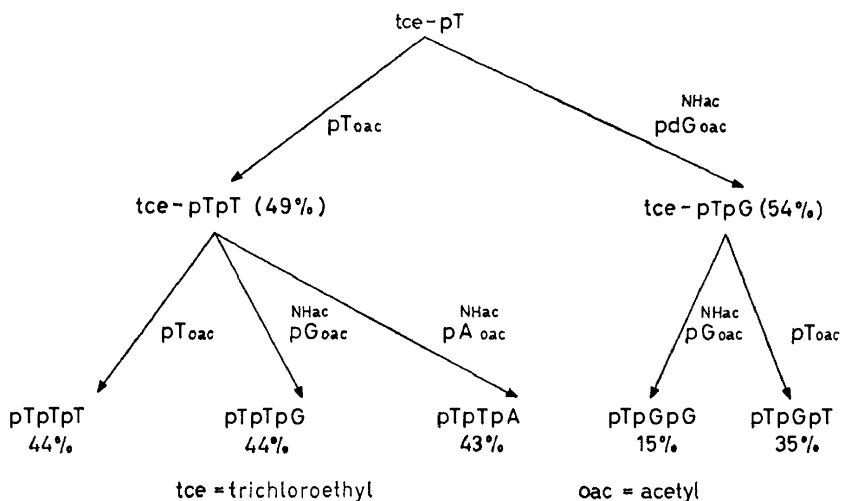 tce-pT
NHac
pToac
pdGoac
tce-pTpT (49%)
tce-pTpG (54%)
NHac NHac NHac
pToac pGoac pAoac pGoac pToac
pTpTpT pTpTpG pTpTpA pTpGpG pTpGpT
44% 44% 43% 15% 35%
tce = trichloroethyl oac = acetyl